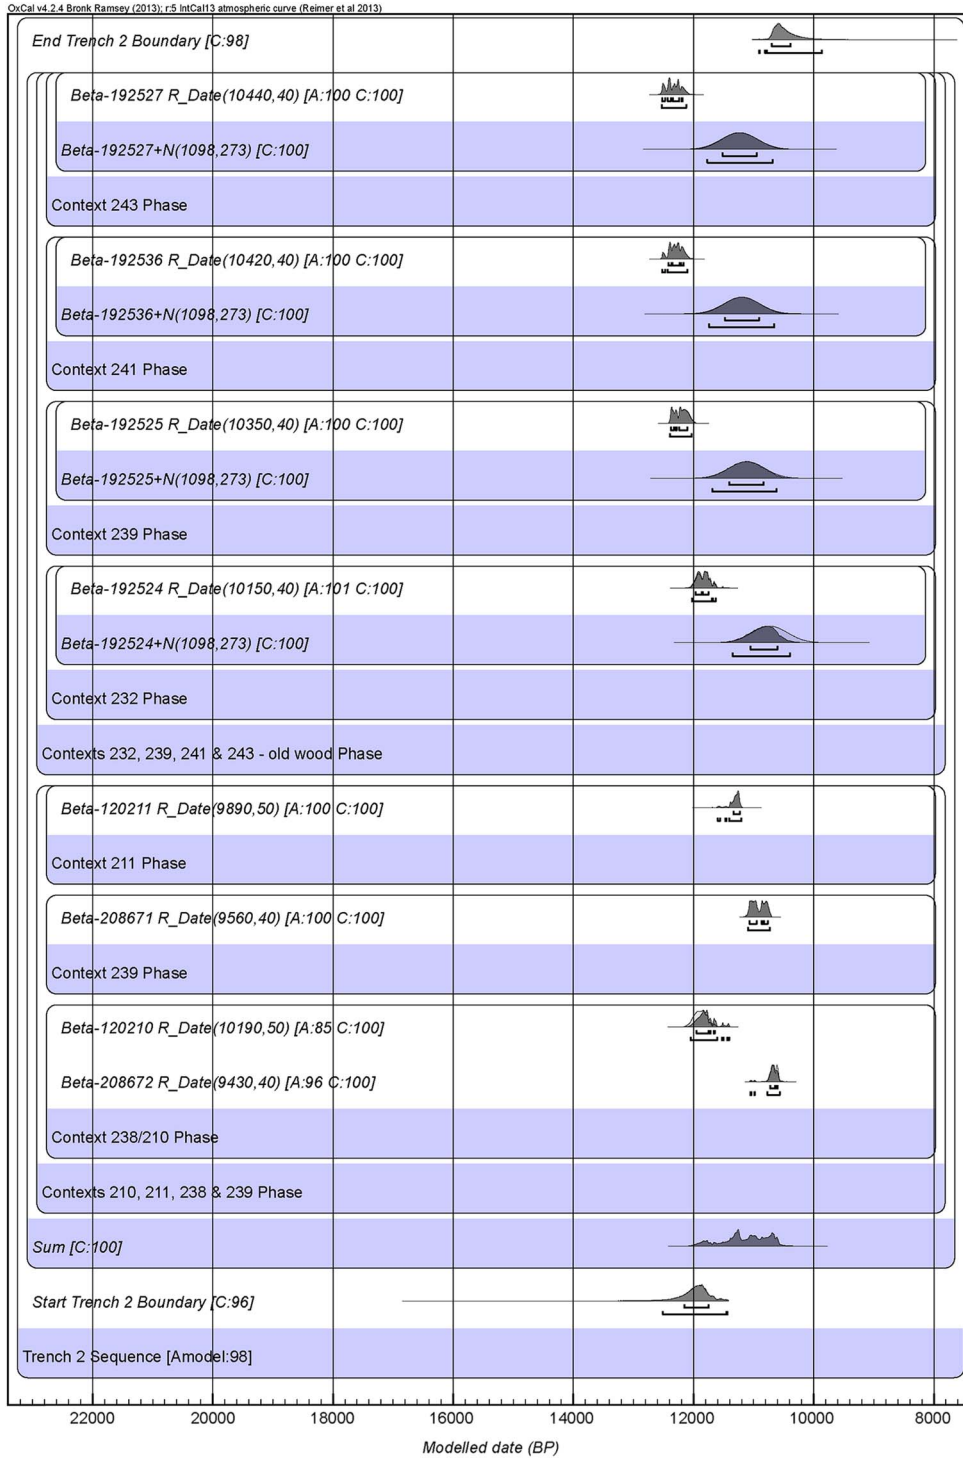 OxCal v4.2.4 Bronk Ramsey (2013); r:5 IntCal13 atmospheric curve (Reimer et al 2013)
End Trench 2 Boundary [C:98]
Beta-192527 R_Date(10440,40) [A:100 C:100]
Beta-192527+N(1098,273) [C:100]
Context 243 Phase
Beta-192536 R_Date(10420,40) [A:100 C:100]
Beta-192536+N(1098,273) [C:100]
Context 241 Phase
Beta-192525 R_Date(10350,40) [A:100 C:100]
Beta-192525+N(1098,273) [C:100]
Context 239 Phase
Beta-192524 R_Date(10150,40) [A:101 C:100]
Beta-192524+N(1098,273) [C:100]
Context 232 Phase
Contexts 232, 239, 241 & 243 - old wood Phase
Beta-120211 R_Date(9890,50) [A:100 C:100]
Context 211 Phase
Beta-208671 R_Date(9560,40) [A:100 C:100]
Context 239 Phase
Beta-120210 R_Date(10190,50) [A:85 C:100]
Beta-208672 R_Date(9430,40) [A:96 C:100]
Context 238/210 Phase
Contexts 210, 211, 238 & 239 Phase
Sum [C:100]
Start Trench 2 Boundary [C:96]
Trench 2 Sequence [Amodel:98]
22000 20000 18000 16000 14000 12000 10000 8000
Modelled date (BP)